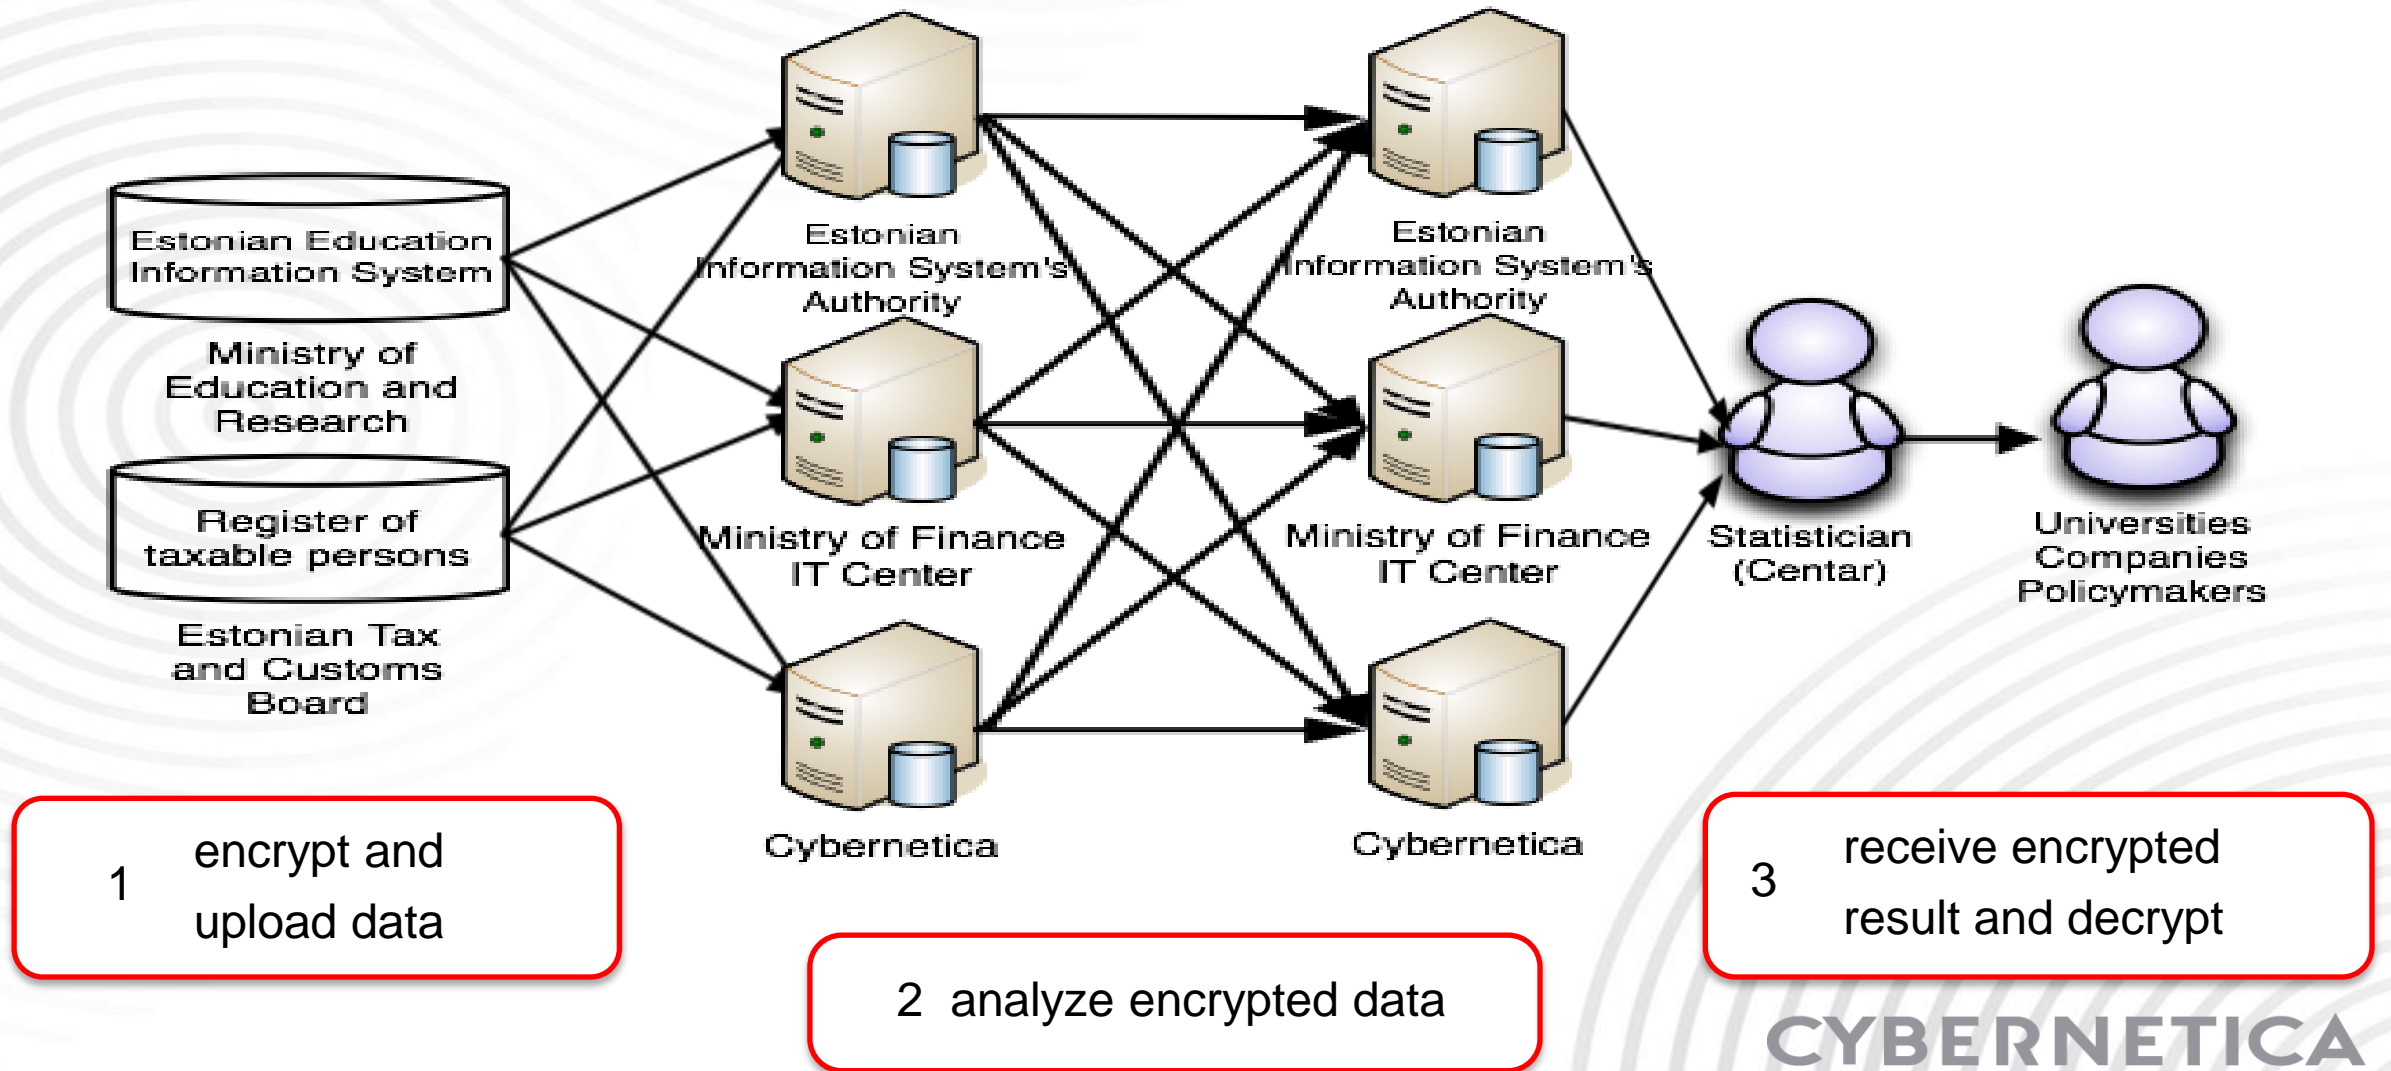 Estonian Education
Information System
Ministry of
Education and
Research
Register of
taxable persons
Estonian Tax
and Customs
Board
Estonian
Information System's
Authority
Ministry of Finance
IT Center
Cybernetica
Estonian
Information System's
Authority
Ministry of Finance
IT Center
Cybernetica
Statistician
(Centar)
Universities
Companies
Policymakers
1 encrypt and
upload data
2 analyze encrypted data
3 receive encrypted
result and decrypt
CYBERNETICA